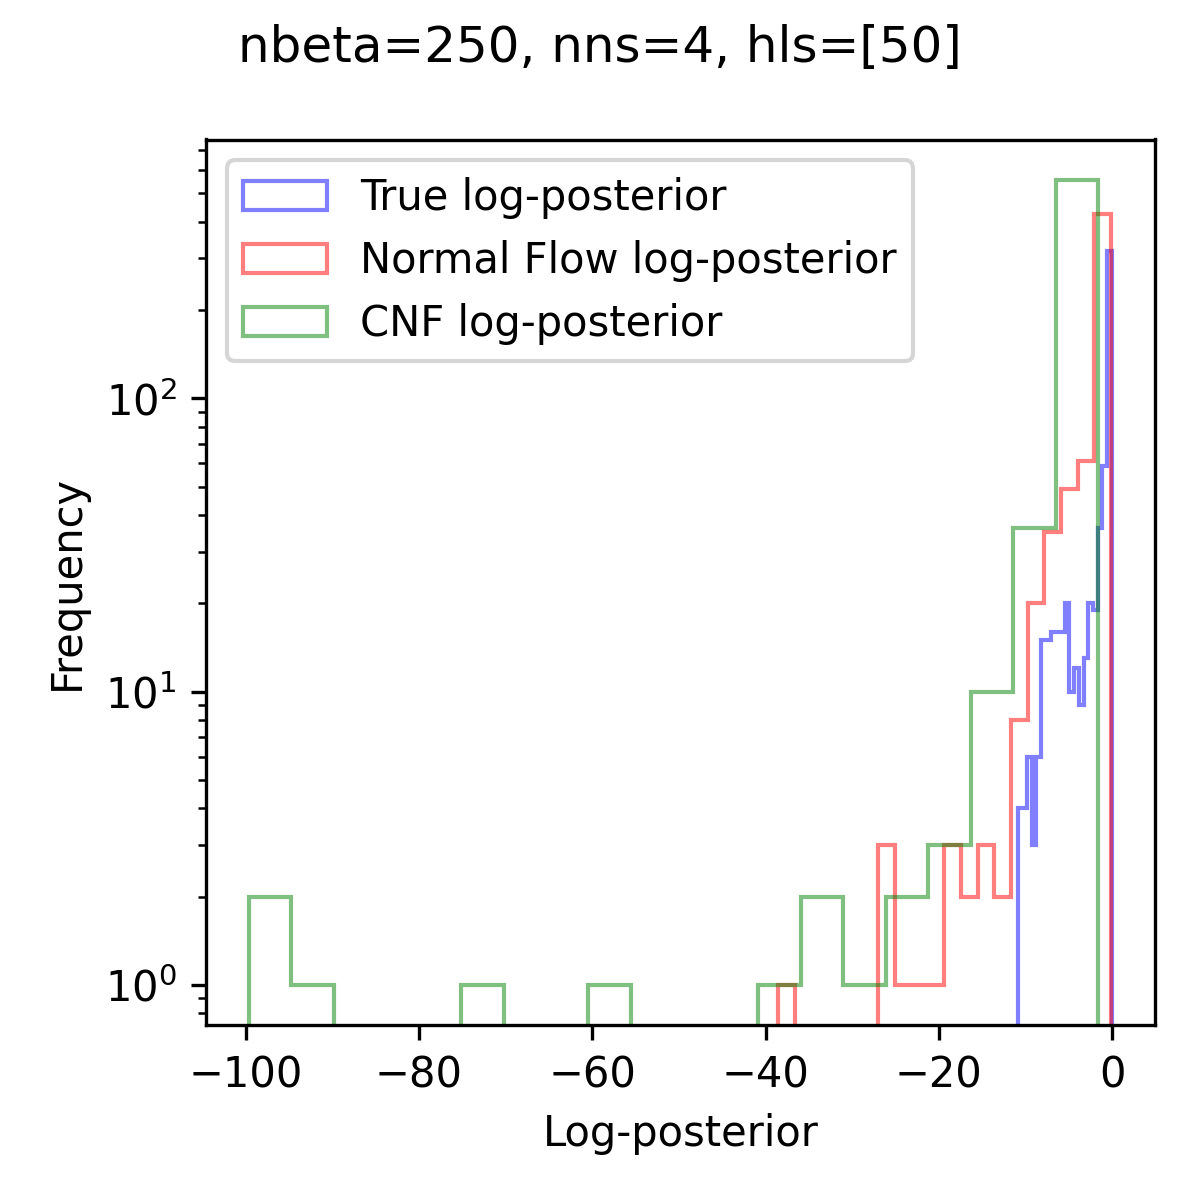 nbeta=250, nns=4, hls=[50]
True log-posterior
Normal Flow log-posterior
CNF log-posterior
10²
10¹
10⁰
Frequency
−100 −80 −60 −40 −20 0
Log-posterior